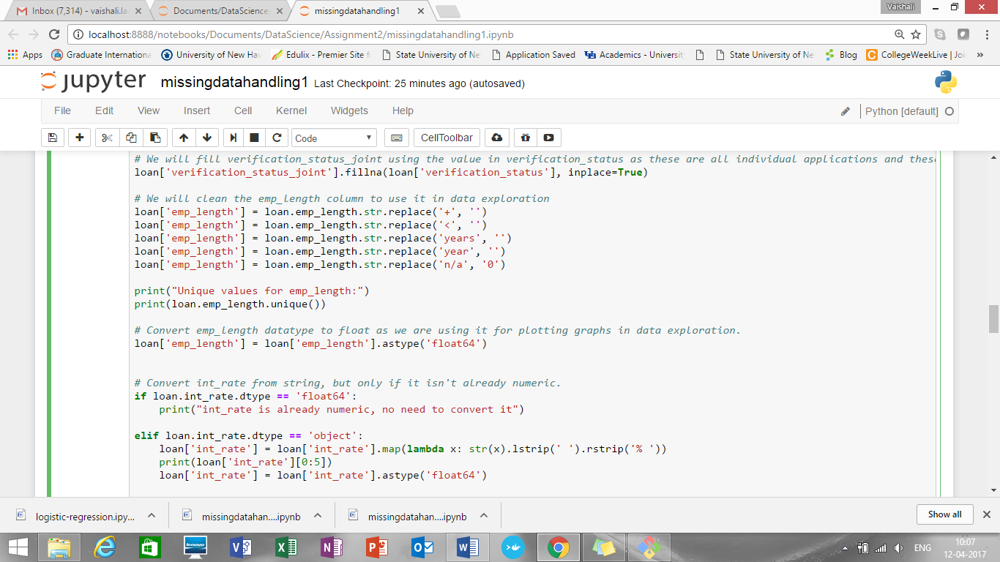 Inbox (7,314) - vaishali.la
Documents/DataScience
missingdatahandling1
Vaishali
localhost:8888/notebooks/Documents/DataScience/Assignment2/missingdatahandling1.ipynb
Apps
Graduate Internationa
University of New Ha
Edulix - Premier Site f
State University of Ne
Application Saved
Academics - Universit
State University of Ne
Blog
CollegeWeekLive | Joi
»
jupyter missingdatahandling1 Last Checkpoint: 25 minutes ago (autosaved)
File Edit View Insert Cell Kernel Widgets Help
Python [default]
Code
CellToolbar
# We will fill verification_status_joint using the value in verification_status as these are all individual applications and these
loan['verification_status_joint'].fillna(loan['verification_status'], inplace=True)
# We will clean the emp_length column to use it in data exploration
loan['emp_length'] = loan.emp_length.str.replace('+', '')
loan['emp_length'] = loan.emp_length.str.replace('<', '')
loan['emp_length'] = loan.emp_length.str.replace('years', '')
loan['emp_length'] = loan.emp_length.str.replace('year', '')
loan['emp_length'] = loan.emp_length.str.replace('n/a', '0')
print("Unique values for emp_length:")
print(loan.emp_length.unique())
# Convert emp_length datatype to float as we are using it for plotting graphs in data exploration.
loan['emp_length'] = loan['emp_length'].astype('float64')
# Convert int_rate from string, but only if it isn't already numeric.
if loan.int_rate.dtype == 'float64':
    print("int_rate is already numeric, no need to convert it")
elif loan.int_rate.dtype == 'object':
    loan['int_rate'] = loan['int_rate'].map(lambda x: str(x).lstrip(' ').rstrip('% '))
    print(loan['int_rate'][0:5])
    loan['int_rate'] = loan['int_rate'].astype('float64')
logistic-regression.ipy...
missingdatahan....ipynb
missingdatahan....ipynb
Show all
lenovo
ENG
10:07
12-04-2017